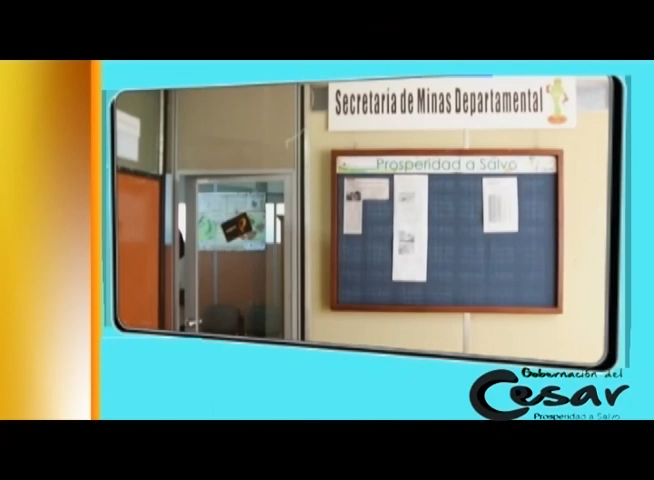 Secretaria de Minas Departamental
Prosperidad a Salvo
Gobernación del
Cesar
Prosperidad a Salvo